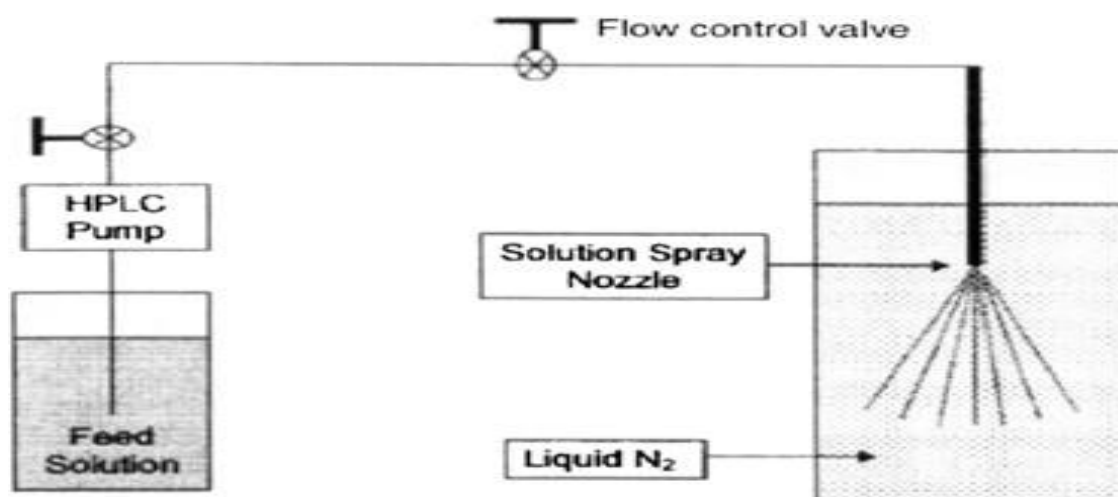 Flow control valve
HPLC
Pump
Solution Spray
Nozzle
Feed
Solution
Liquid N₂